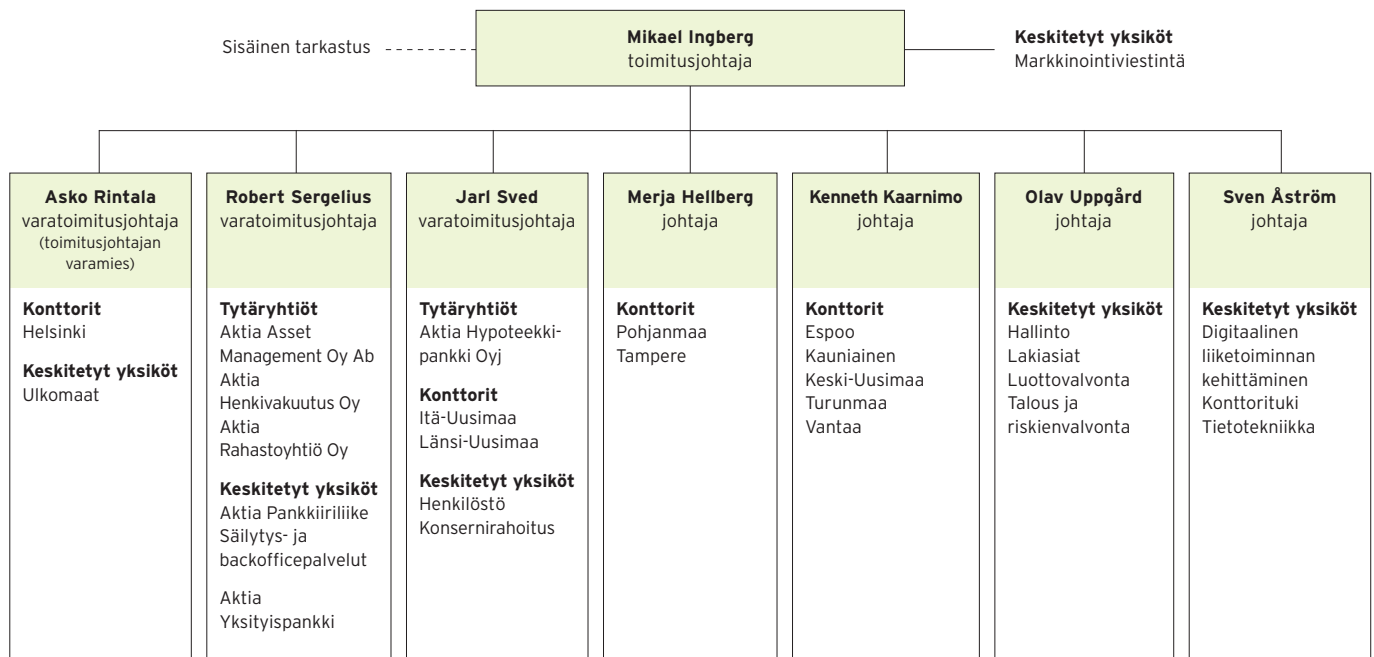 Sisäinen tarkastus
Mikael Ingberg
toimitusjohtaja
Keskitetyt yksiköt
Markkinointiviestintä
Asko Rintala
varatoimitusjohtaja
(toimitusjohtajan
varamies)
Konttorit
Helsinki
Keskitetyt yksiköt
Ulkomaat
Robert Sergelius
varatoimitusjohtaja
Tytäryhtiöt
Aktia Asset
Management Oy Ab
Aktia
Henkivakuutus Oy
Aktia
Rahastoyhtiö Oy
Keskitetyt yksiköt
Aktia Pankkiiriliike
Säilytys- ja
backofficepalvelut
Aktia
Yksityispankki
Jarl Sved
varatoimitusjohtaja
Tytäryhtiöt
Aktia Hypoteekki-
pankki Oyj
Konttorit
Itä-Uusimaa
Länsi-Uusimaa
Keskitetyt yksiköt
Henkilöstö
Konsernirahoitus
Merja Hellberg
johtaja
Konttorit
Pohjanmaa
Tampere
Kenneth Kaarnimo
johtaja
Konttorit
Espoo
Kauniainen
Keski-Uusimaa
Turunmaa
Vantaa
Olav Uppgård
johtaja
Keskitetyt yksiköt
Hallinto
Lakiasiat
Luottovalvonta
Talous ja
riskienvalvonta
Sven Åström
johtaja
Keskitetyt yksiköt
Digitaalinen
liiketoiminnan
kehittäminen
Konttorituki
Tietotekniikka